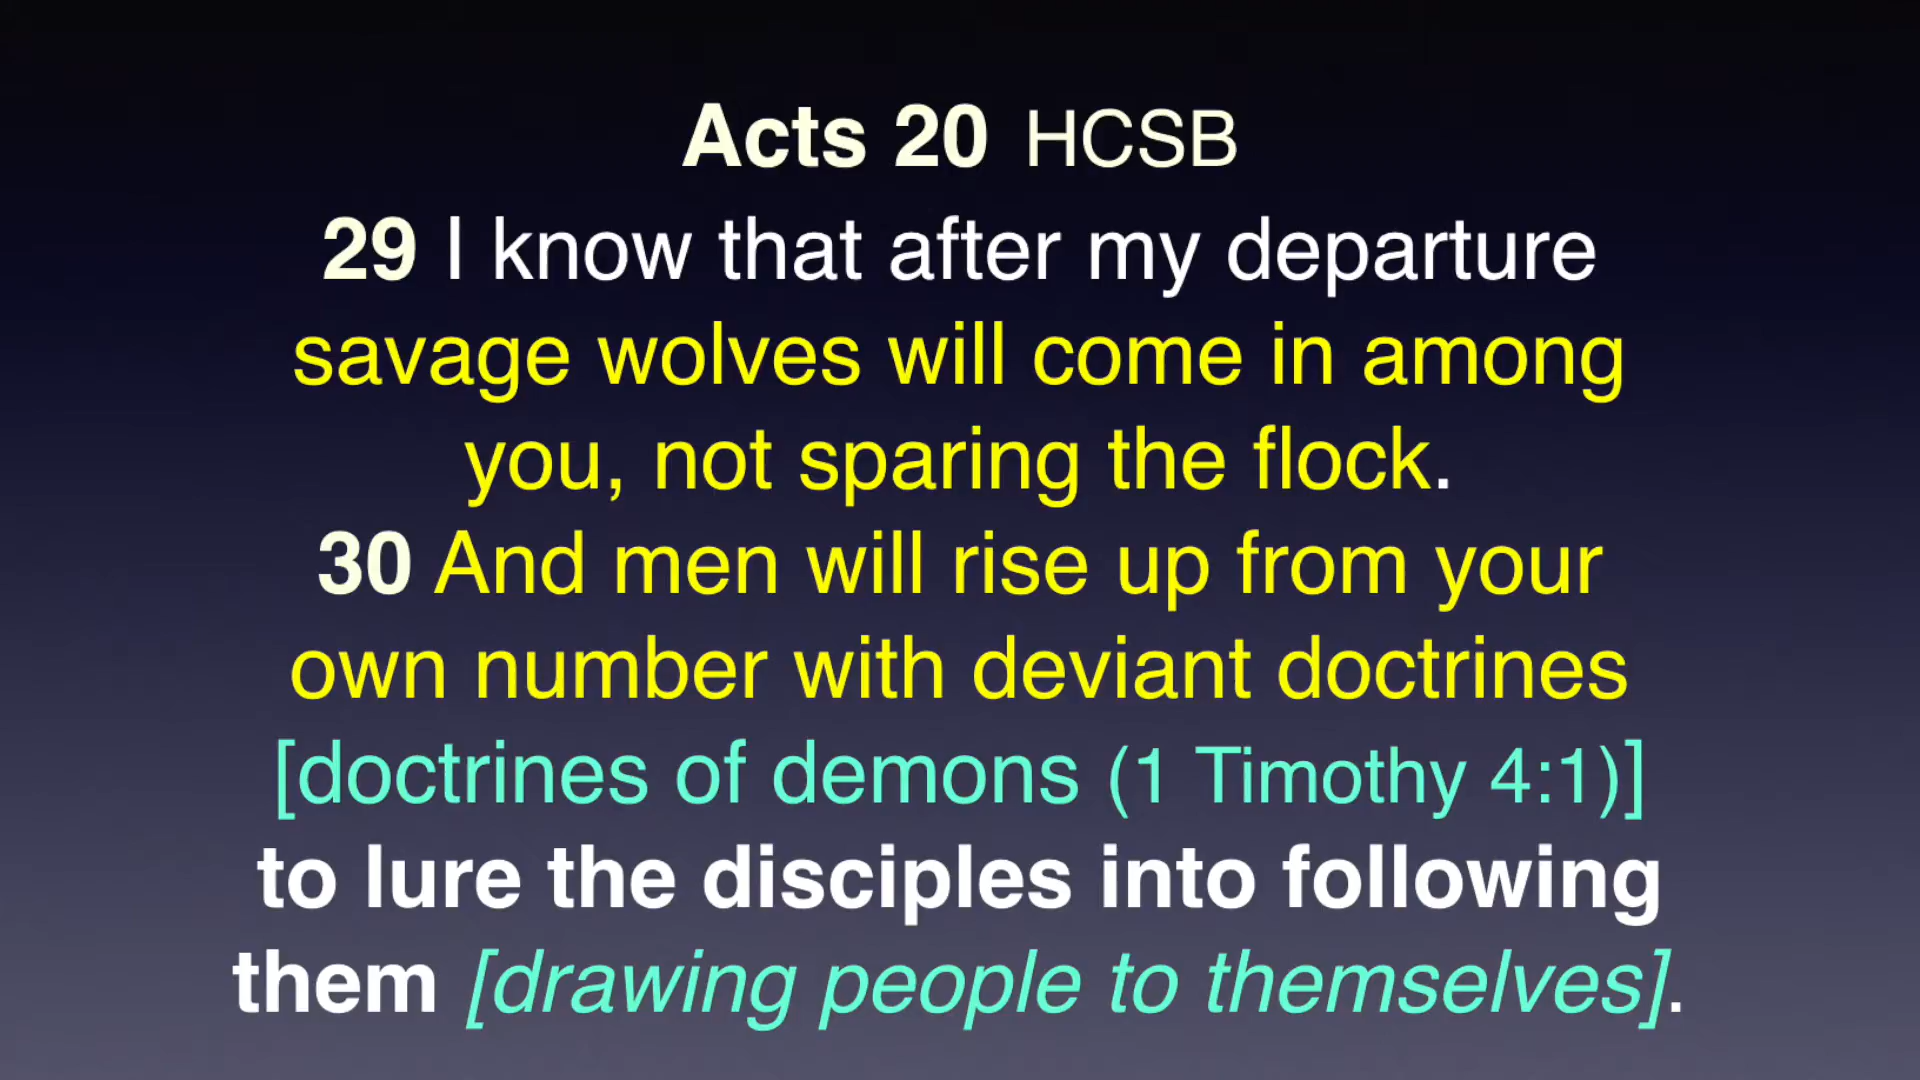 Acts 20 HCSB
29 I know that after my departure
savage wolves will come in among
you, not sparing the flock.
30 And men will rise up from your
own number with deviant doctrines
[doctrines of demons (1 Timothy 4:1)]
to lure the disciples into following
them [drawing people to themselves].